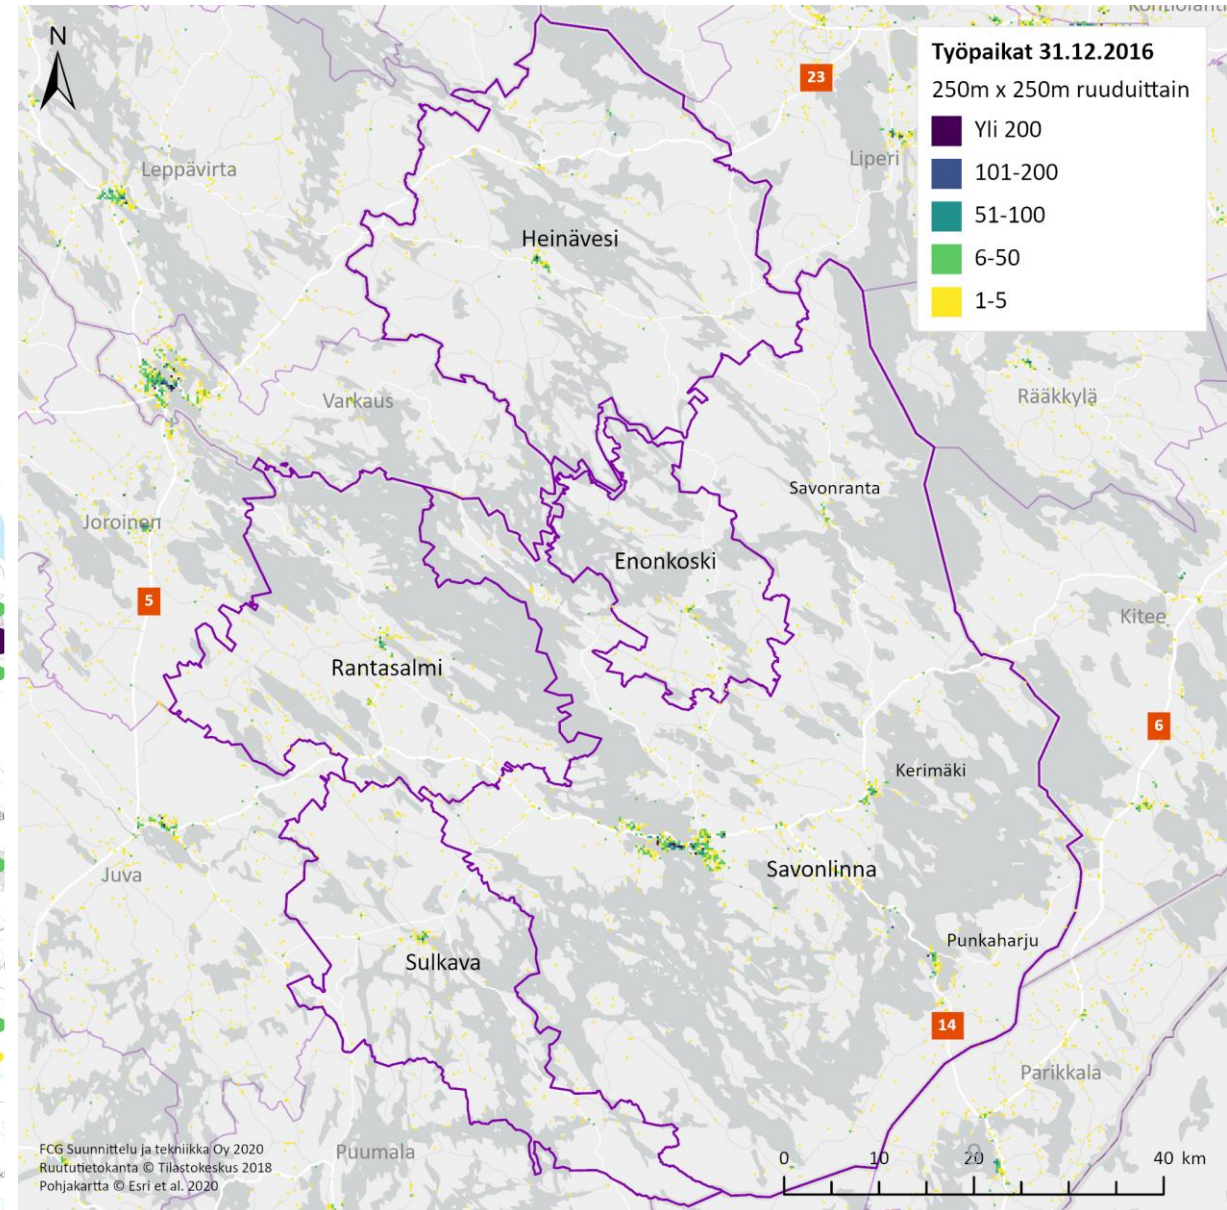 N
Työpaikat 31.12.2016
250m x 250m ruuduittain
Yli 200
101-200
51-100
6-50
1-5
23
Liperi
Leppävirta
Heinävesi
Varkaus
Rääkkylä
Savonranta
Joroinen
Enonkoski
5
Kitee
Rantasalmi
6
Kerimäki
Juva
Savonlinna
Punkaharju
Sulkava
14
Parikkala
Puumala
FCG Suunnittelu ja tekniikka Oy 2020
Ruututietokanta © Tilastokeskus 2018
Pohjakartta © Esri et al. 2020
0 10 20 40 km